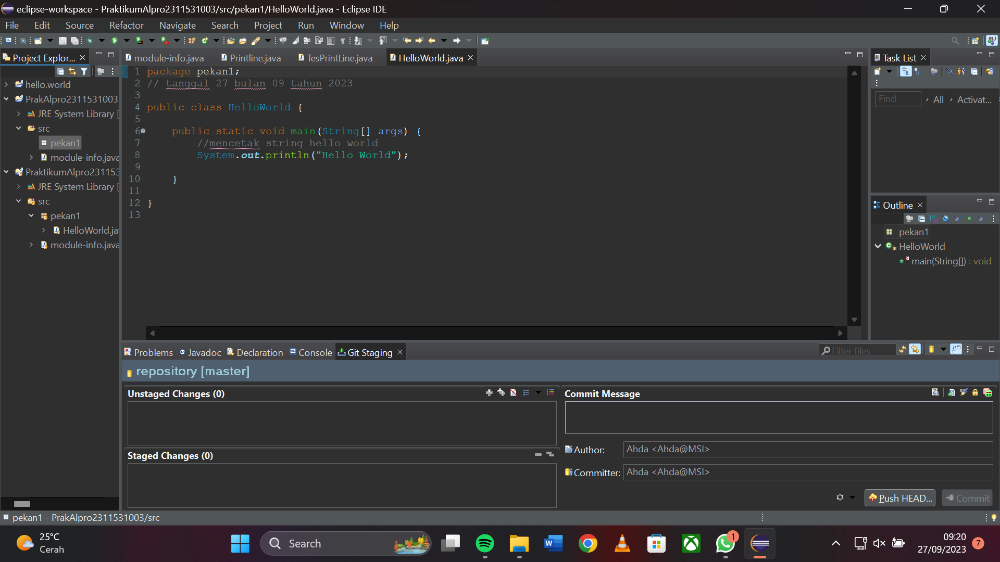 eclipse-workspace - PraktikumAlpro2311531003/src/pekan1/HelloWorld.java - Eclipse IDE
File Edit Source Refactor Navigate Search Project Run Window Help
Project Explor...
hello.world
PrakAlpro2311531003
JRE System Library [
src
pekan1
module-info.java
PraktikumAlpro231153
JRE System Library [
src
pekan1
HelloWorld.ja
module-info.java
module-info.java Printline.java TesPrintLine.java HelloWorld.java
1 package pekan1;
2 // tanggal 27 bulan 09 tahun 2023
3
4 public class HelloWorld {
5
6 public static void main(String[] args) {
7 //mencetak string hello world
8 System.out.println("Hello World");
9
10 }
11
12 }
13
Task List
Find All Activat...
Outline
pekan1
HelloWorld
main(String[]) : void
Problems Javadoc Declaration Console Git Staging
Filter files
repository [master]
Unstaged Changes (0)
Staged Changes (0)
Commit Message
Author: Ahda <Ahda@MSI>
Committer: Ahda <Ahda@MSI>
Push HEAD... Commit
pekan1 - PrakAlpro2311531003/src
25°C
Cerah
Search
1
09:20
27/09/2023
7